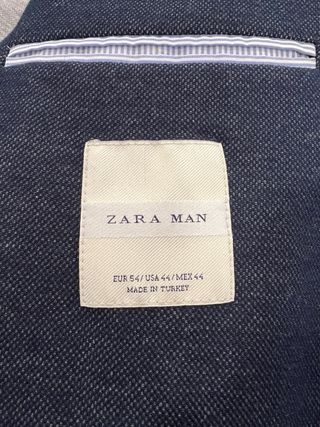 ZARA MAN
EUR 54/ USA 44/ MEX 44
MADE IN TURKEY